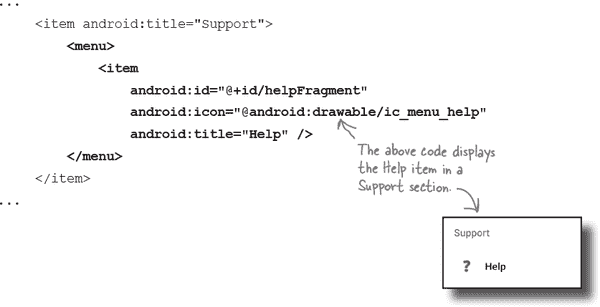 ...
<item android:title="Support">
<menu>
<item
android:id="@+id/helpFragment"
android:icon="@android:drawable/ic_menu_help"
android:title="Help" />
</menu>
</item>
...
The above code displays
the Help item in a
Support section.
Support
? Help